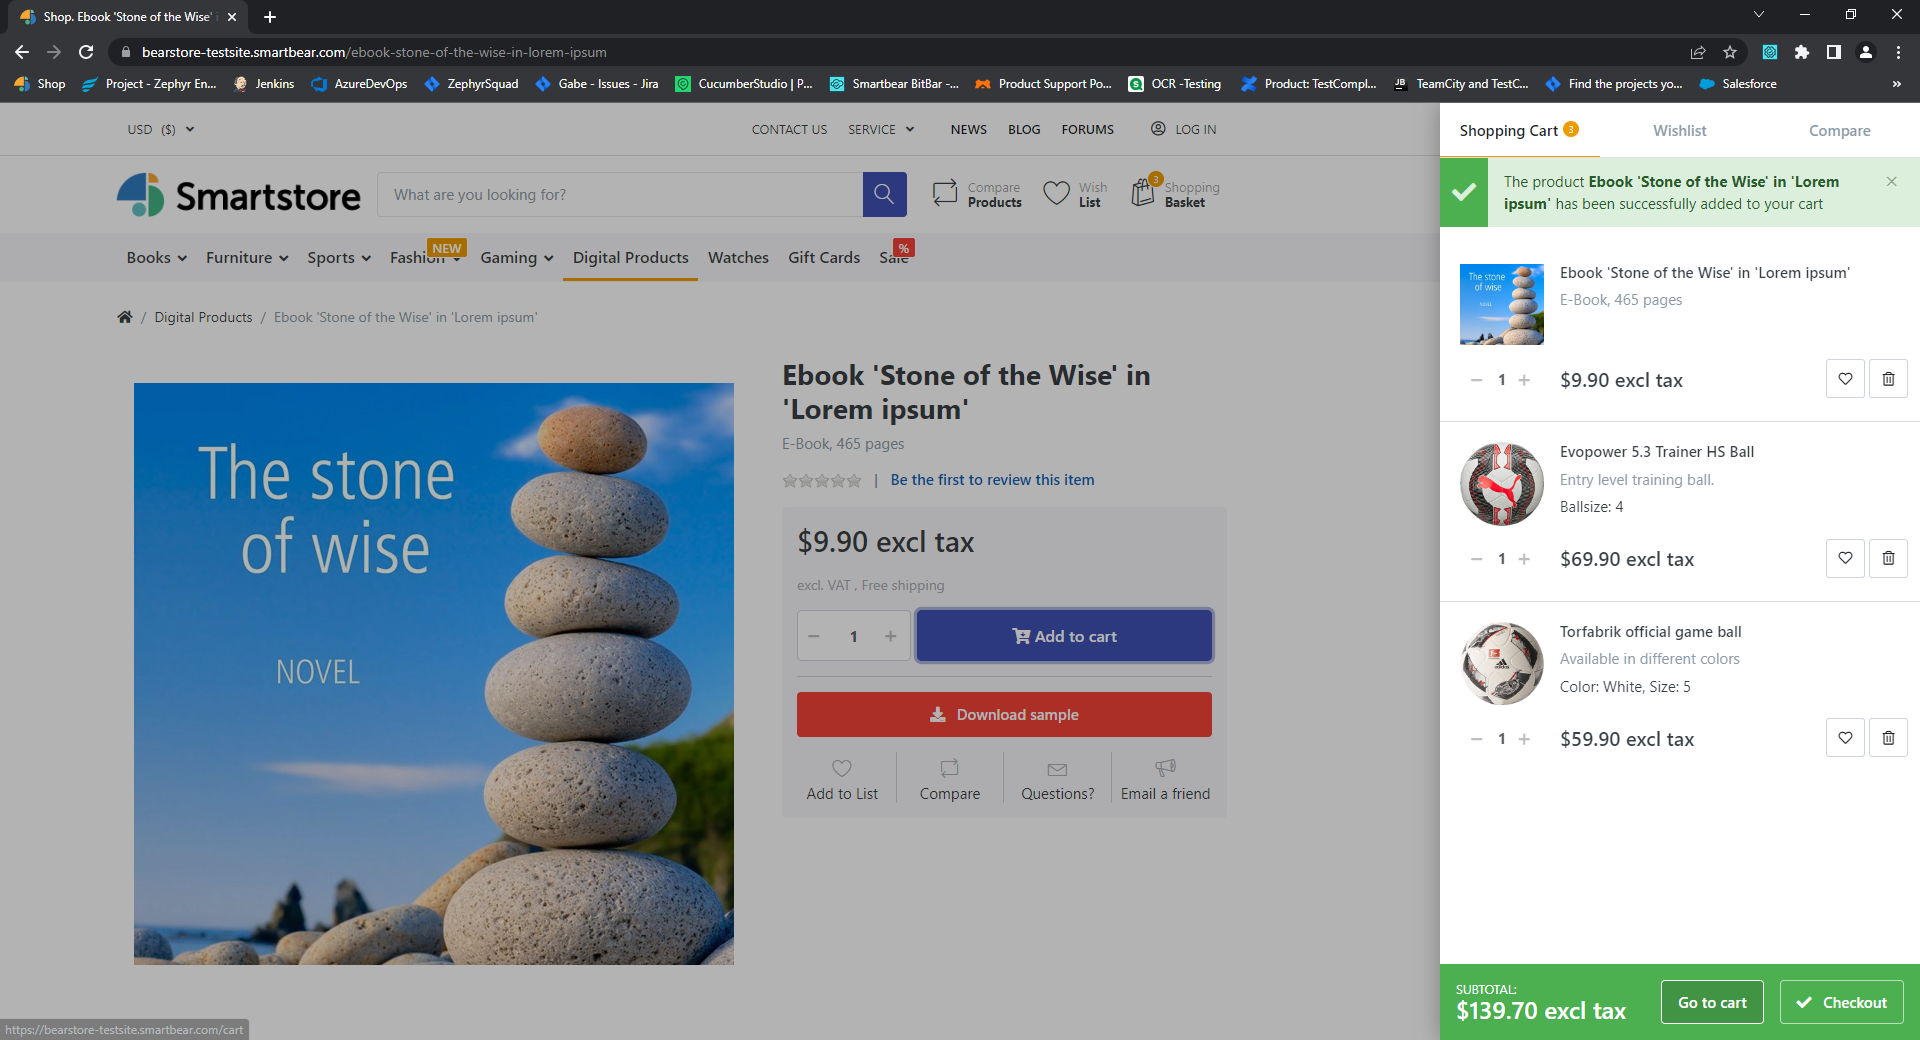 Shop. Ebook 'Stone of the Wise' i
bearstore-testsite.smartbear.com/ebook-stone-of-the-wise-in-lorem-ipsum
Shop
Project - Zephyr En...
Jenkins
AzureDevOps
ZephyrSquad
Gabe - Issues - Jira
CucumberStudio | P...
Smartbear BitBar -...
Product Support Po...
OCR -Testing
Product: TestCompl...
JB
TeamCity and TestC...
Find the projects yo...
Salesforce
»
USD ($)
CONTACT US
SERVICE
NEWS
BLOG
FORUMS
LOG IN
Smartstore
What are you looking for?
Compare
Products
Wish
List
3
Shopping
Basket
Books
Furniture
Sports
Fashion
NEW
Gaming
Digital Products
Watches
Gift Cards
Sale
%
/ Digital Products / Ebook 'Stone of the Wise' in 'Lorem ipsum'
The stone
of wise
NOVEL
Ebook 'Stone of the Wise' in
'Lorem ipsum'
E-Book, 465 pages
| Be the first to review this item
$9.90 excl tax
excl. VAT , Free shipping
− 1 +
Add to cart
Download sample
Add to List
Compare
Questions?
Email a friend
https://bearstore-testsite.smartbear.com/cart
Shopping Cart 3
Wishlist
Compare
The product Ebook 'Stone of the Wise' in 'Lorem
ipsum' has been successfully added to your cart
The stone
of wise
NOVEL
Ebook 'Stone of the Wise' in 'Lorem ipsum'
E-Book, 465 pages
− 1 +
$9.90 excl tax
Evopower 5.3 Trainer HS Ball
Entry level training ball.
Ballsize: 4
− 1 +
$69.90 excl tax
Torfabrik official game ball
Available in different colors
Color: White, Size: 5
adidas
− 1 +
$59.90 excl tax
SUBTOTAL:
$139.70 excl tax
Go to cart
Checkout